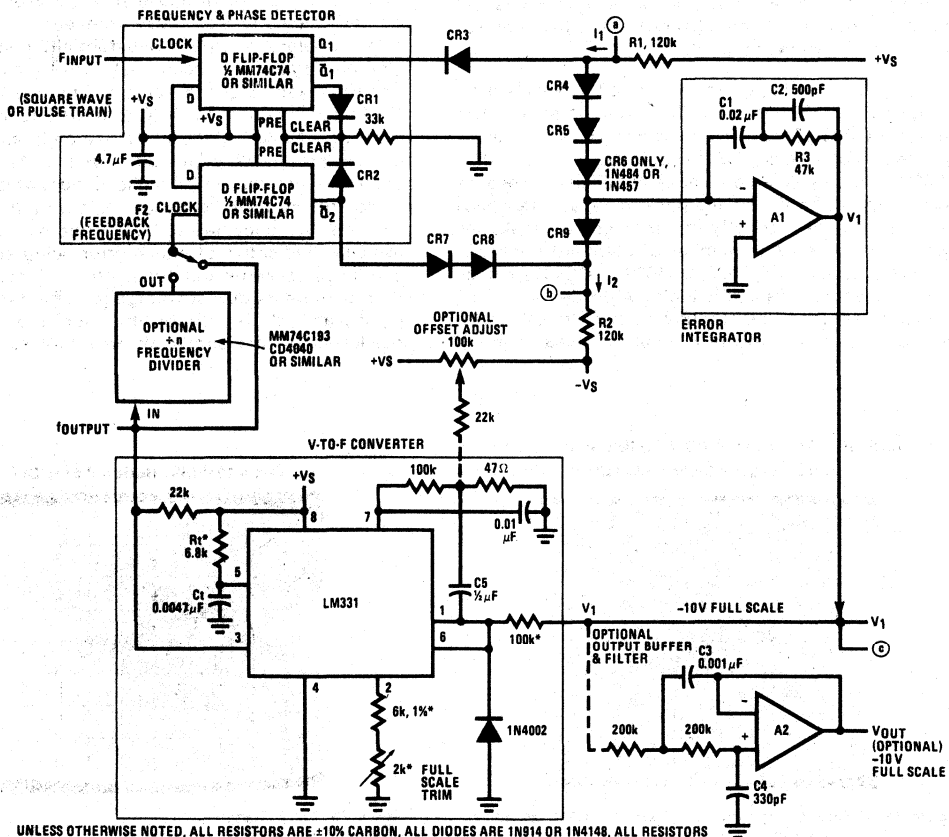 FREQUENCY & PHASE DETECTOR
CLOCK
FINPUT
(SQUARE WAVE
OR PULSE TRAIN)
D FLIP-FLOP
½ MM74C74
OR SIMILAR
Q1
Q̅1
D
+VS
+VS
PRE
CLEAR
CR1
33k
CLEAR
PRE
4.7µF
CR2
D
D FLIP-FLOP
½ MM74C74
OR SIMILAR
F2
CLOCK
(FEEDBACK
FREQUENCY)
Q̅2
CR3
I1
a
R1, 120k
+VS
CR4
CR5
CR6 ONLY,
1N484 OR
1N457
CR9
CR7
CR8
I2
b
R2
120k
-VS
C2, 500pF
C1
0.02µF
R3
47k
-
+
A1
V1
ERROR
INTEGRATOR
OUT
OPTIONAL
÷n
FREQUENCY
DIVIDER
MM74C193
CD4040
OR SIMILAR
IN
fOUTPUT
OPTIONAL
OFFSET ADJUST
100k
+VS
22k
V-TO-F CONVERTER
22k
+VS
8
7
100k
47Ω
0.01
µF
Rt*
6.8k
5
Ct
0.0047µF
LM331
C5
½µF
1
6
100k*
3
4
2
6k, 1%*
2k*
FULL
SCALE
TRIM
1N4002
V1
-10V FULL SCALE
V1
c
OPTIONAL
OUTPUT BUFFER
& FILTER
C3
0.001µF
200k
200k
-
+
A2
C4
330pF
VOUT
(OPTIONAL)
-10V
FULL SCALE
UNLESS OTHERWISE NOTED, ALL RESISTORS ARE ±10% CARBON, ALL DIODES ARE 1N914 OR 1N4148, ALL RESISTORS